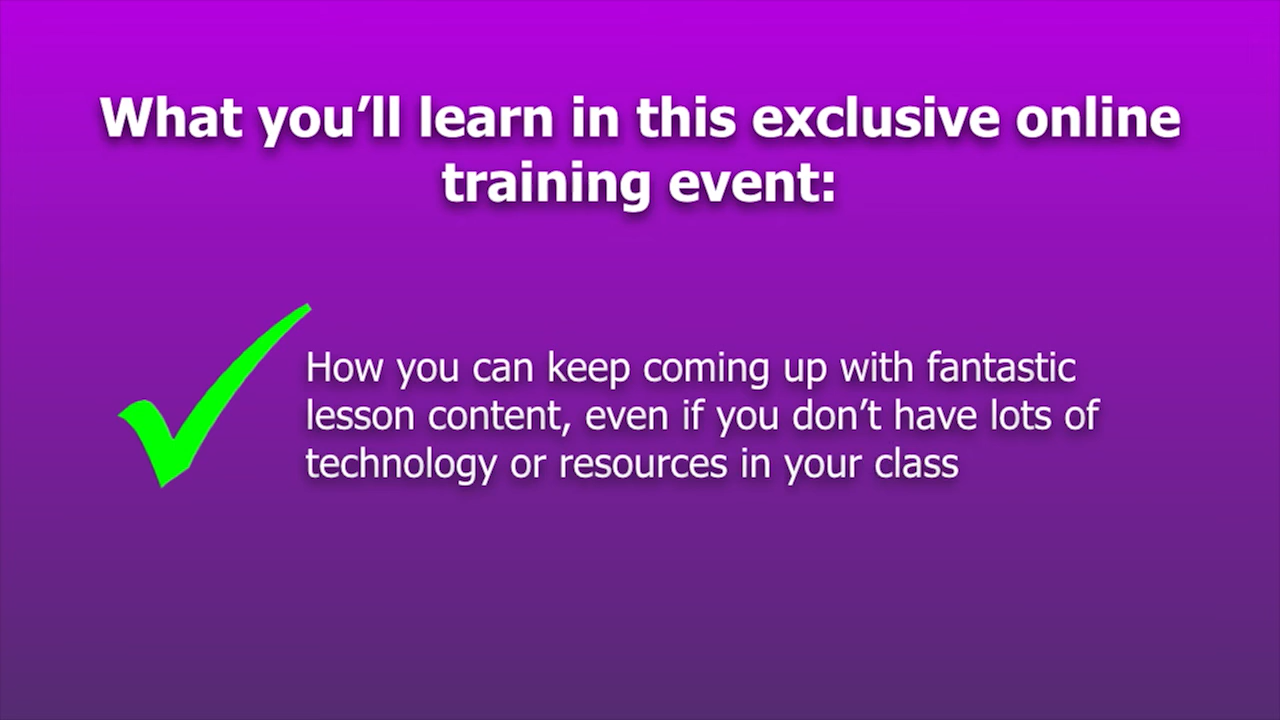 What you’ll learn in this exclusive online
training event:
How you can keep coming up with fantastic
lesson content, even if you don’t have lots of
technology or resources in your class